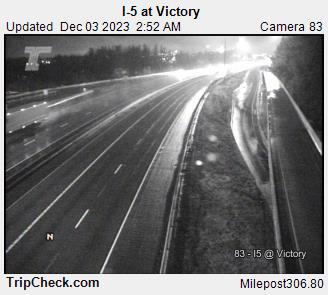 I-5 at Victory
Updated Dec 03 2023 2:52 AM Camera 83
T
N
83 - I5 @ Victory
TripCheck.com Milepost306.80